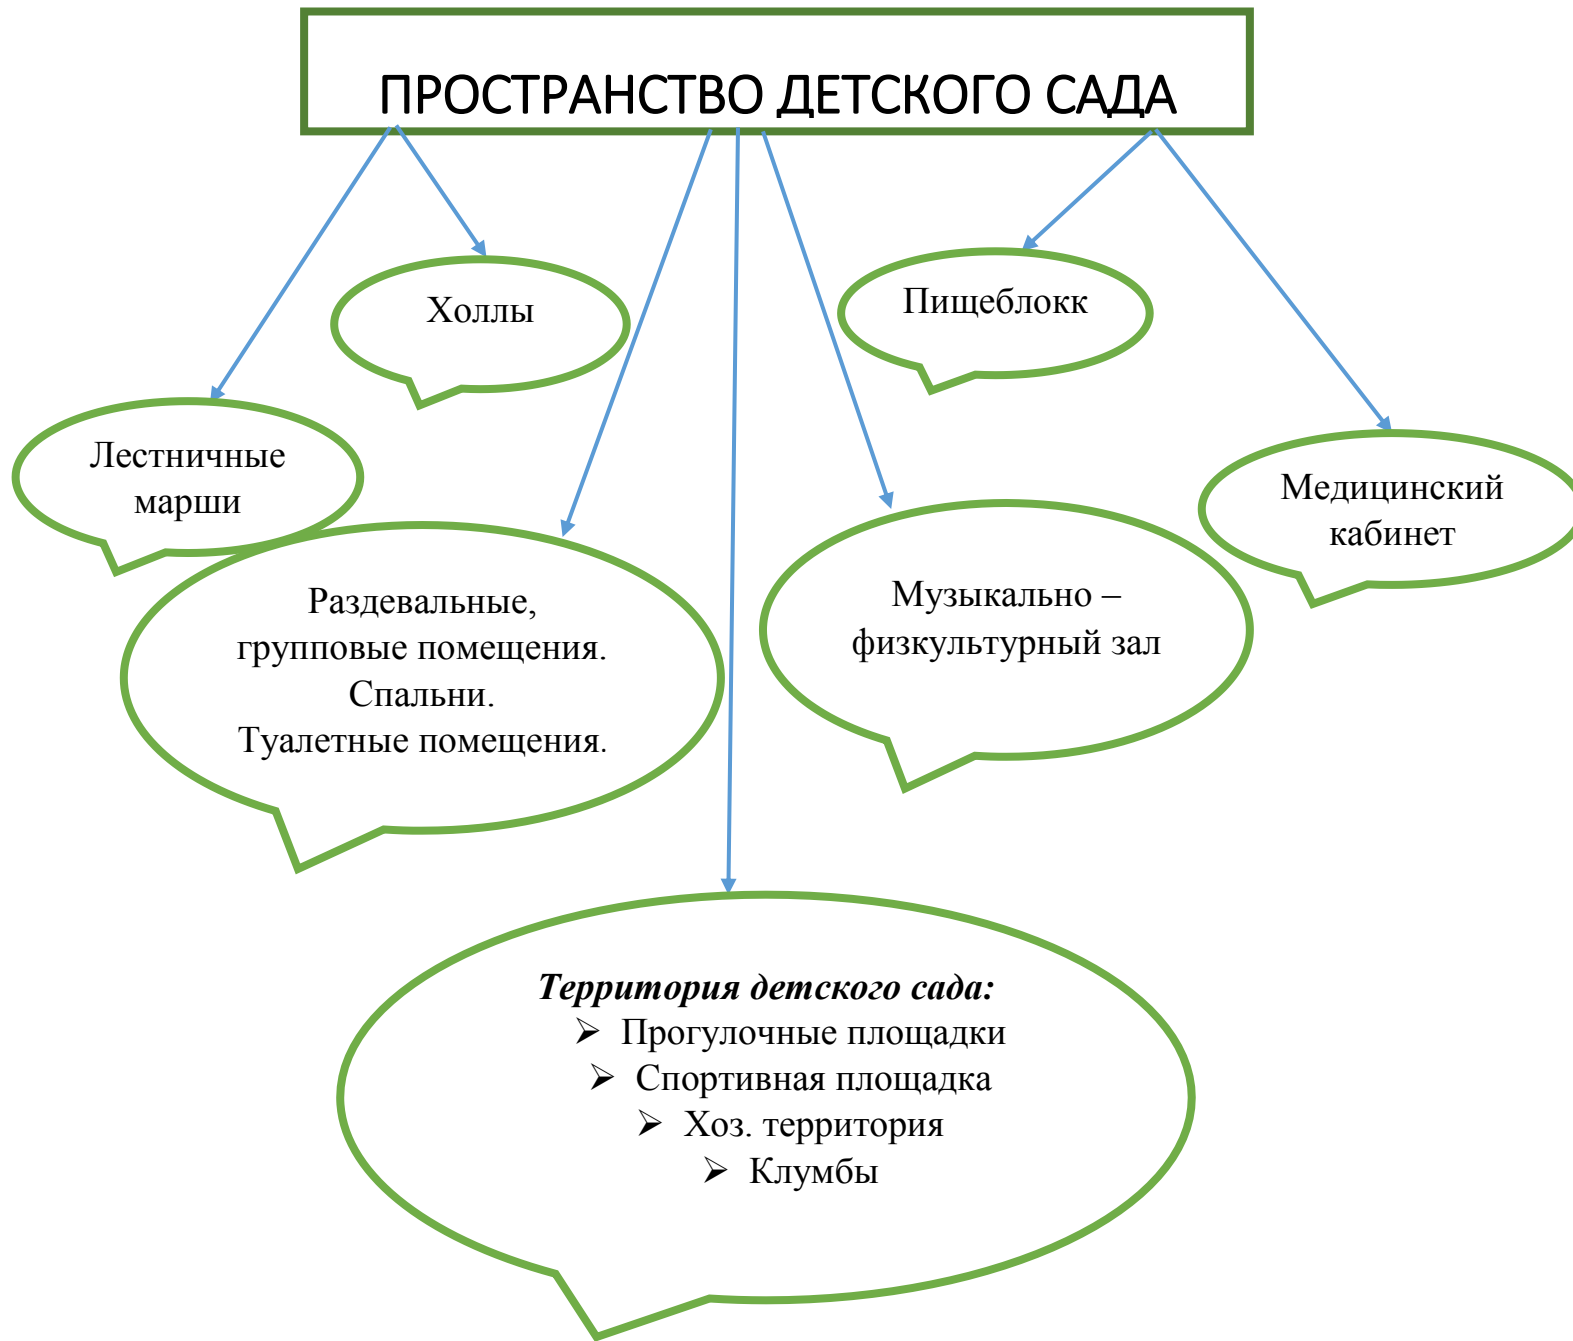 ПРОСТРАНСТВО ДЕТСКОГО САДА
Холлы
Пищеблокк
Лестничные
марши
Медицинский
кабинет
Раздевальные,
групповые помещения.
Спальни.
Туалетные помещения.
Музыкально –
физкультурный зал
Территория детского сада:
➢ Прогулочные площадки
➢ Спортивная площадка
➢ Хоз. территория
➢ Клумбы